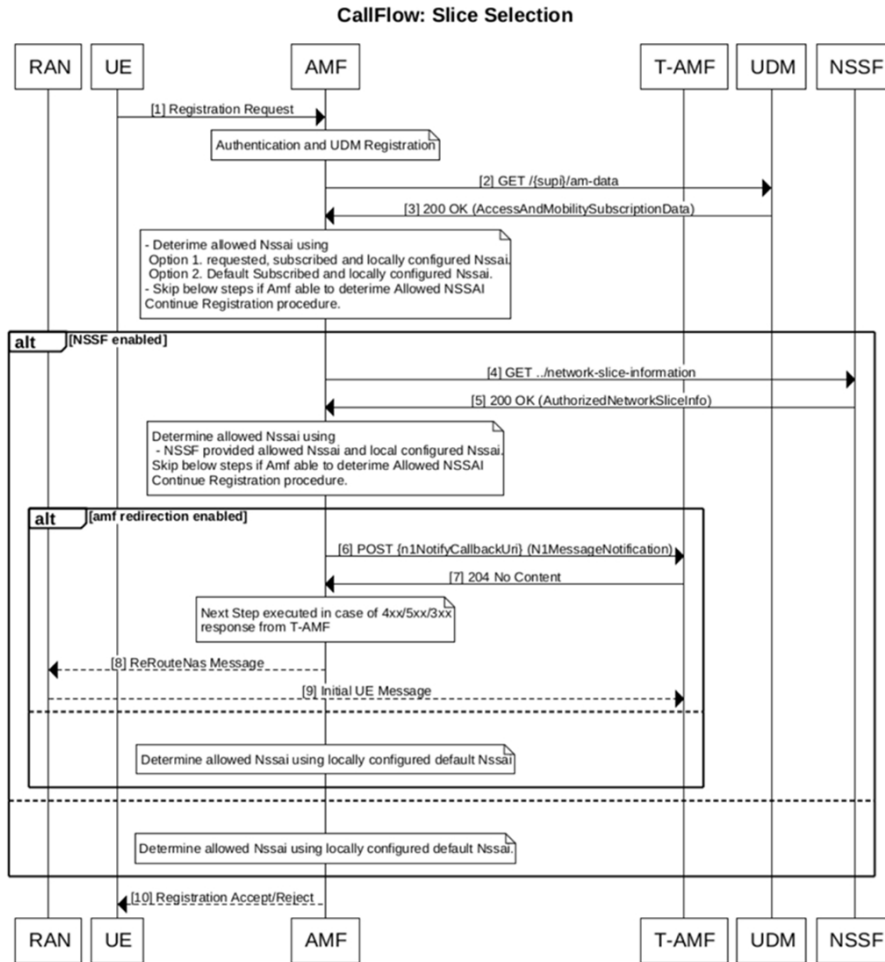 CallFlow: Slice Selection
RAN UE AMF T-AMF UDM NSSF
[1] Registration Request
Authentication and UDM Registration
[2] GET /{supi}/am-data
[3] 200 OK (AccessAndMobilitySubscriptionData)
- Deterime allowed Nssai using
Option 1. requested, subscribed and locally configured Nssai.
Option 2. Default Subscribed and locally configured Nssai.
- Skip below steps if Amf able to deterime Allowed NSSAI
Continue Registration procedure.
alt [NSSF enabled]
[4] GET ../network-slice-information
[5] 200 OK (AuthorizedNetworkSliceInfo)
Determine allowed Nssai using
- NSSF provided allowed Nssai and local configured Nssai.
Skip below steps if Amf able to deterime Allowed NSSAI
Continue Registration procedure.
alt [amf redirection enabled]
[6] POST {n1NotifyCallbackUri} (N1MessageNotification)
[7] 204 No Content
Next Step executed in case of 4xx/5xx/3xx
response from T-AMF
[8] ReRouteNas Message
[9] Initial UE Message
Determine allowed Nssai using locally configured default Nssai
Determine allowed Nssai using locally configured default Nssai.
[10] Registration Accept/Reject
RAN UE AMF T-AMF UDM NSSF